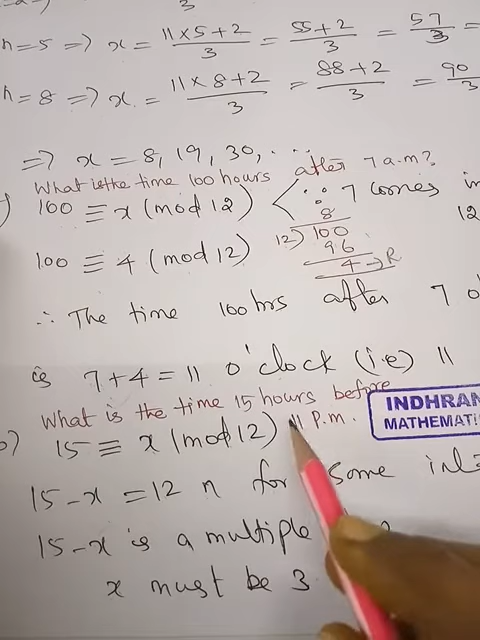 n=5 => x = 11×5+2/3 = 55+2/3 = 57/3 =
n=8 => x = 11×8+2/3 = 88+2/3 = 90/3
=> x = 8, 19, 30, ...
What is the time 100 hours after 7 a.m?
100 ≡ x (mod 12) < ∵ 7 comes in
12) 100 8
96
4 → R
12
100 ≡ 4 (mod 12)
∴ The time 100 hrs after 7 o
is 7+4 = 11 o'clock (i.e) 11
What is the time 15 hours before
11 P.m.
15 ≡ x (mod 12)
INDHRAN
MATHEMATI
15-x = 12 n for some
15-x is a multiple
x must be 3